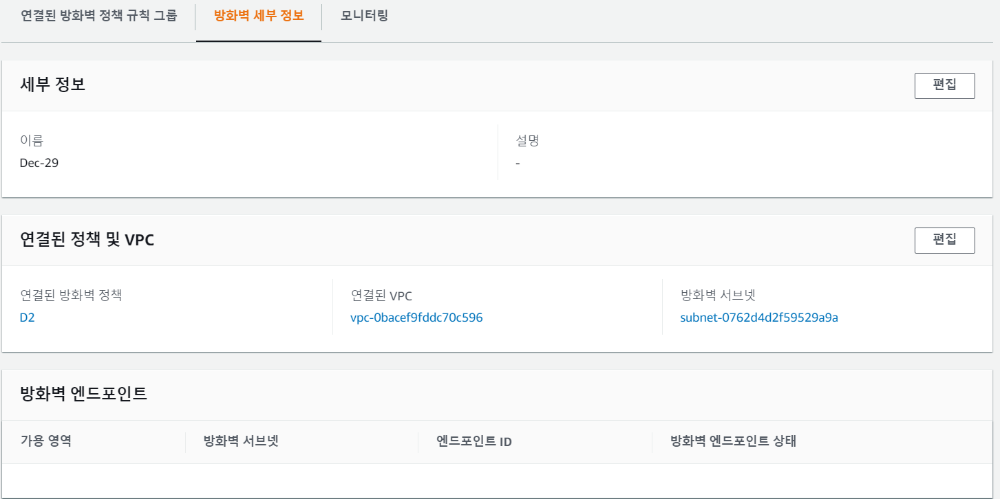 연결된 방화벽 정책 규칙 그룹 방화벽 세부 정보 모니터링
세부 정보 편집
이름 설명
Dec-29 -
연결된 정책 및 VPC 편집
연결된 방화벽 정책 연결된 VPC 방화벽 서브넷
D2 vpc-0bacef9fddc70c596 subnet-0762d4d2f59529a9a
방화벽 엔드포인트
가용 영역 방화벽 서브넷 엔드포인트 ID 방화벽 엔드포인트 상태